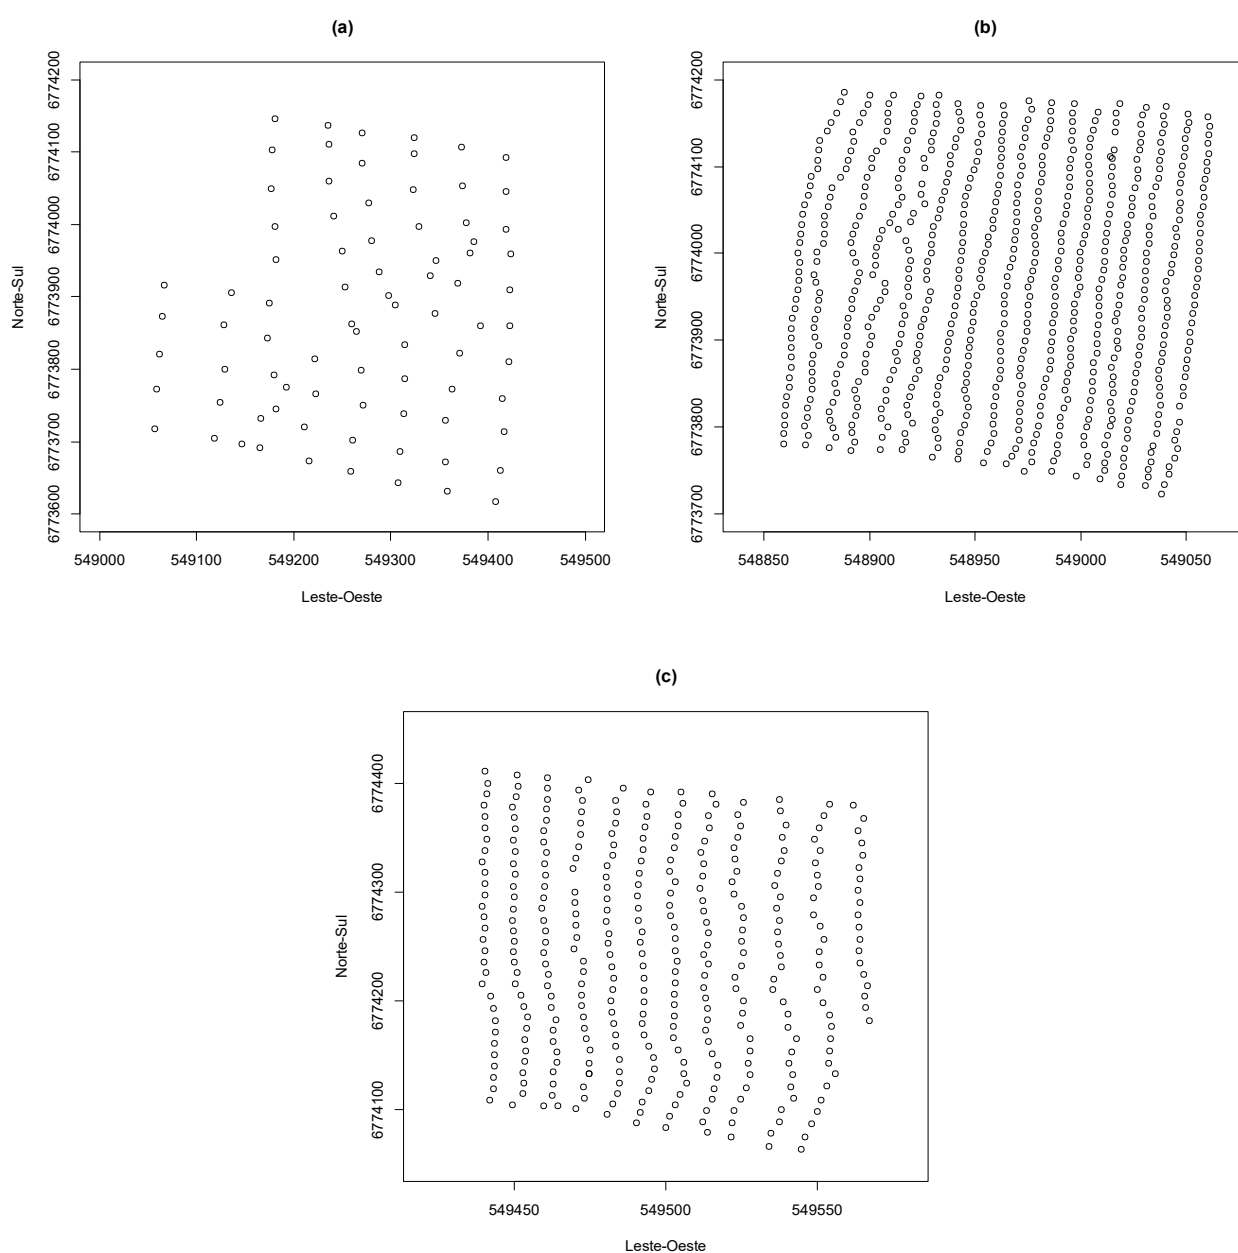 (a)
Norte-Sul
6773600 6773700 6773800 6773900 6774000 6774100 6774200
549000 549100 549200 549300 549400 549500
Leste-Oeste
(b)
Norte-Sul
6773700 6773800 6773900 6774000 6774100 6774200
548850 548900 548950 549000 549050
Leste-Oeste
(c)
Norte-Sul
6774100 6774200 6774300 6774400
549450 549500 549550
Leste-Oeste